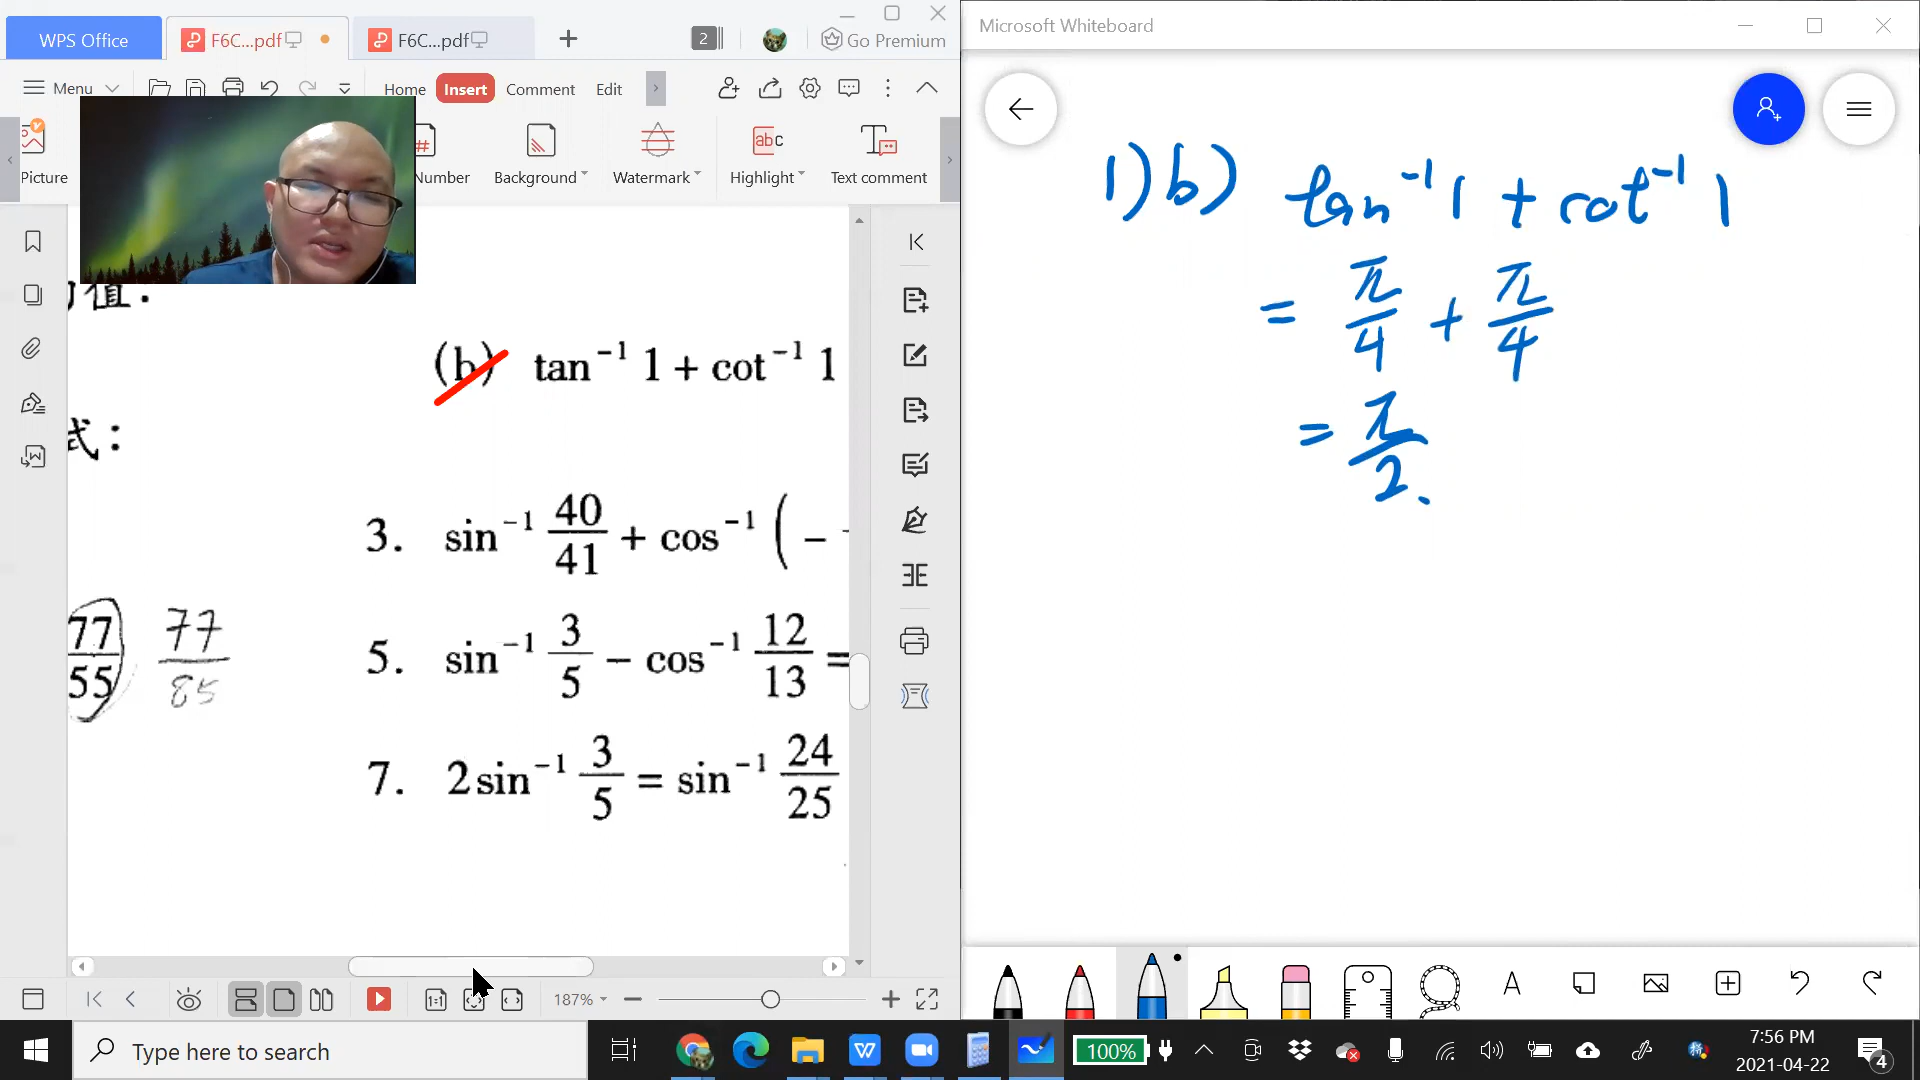 WPS Office
F6C...pdf
F6C...pdf
2
Go Premium
Menu
Home
Insert
Comment
Edit
Picture
Number
Background
Watermark
Highlight
Text comment
值:
(b) tan⁻¹ 1 + cot⁻¹ 1
式:
3. sin⁻¹ 40/41 + cos⁻¹ ( −
77/55 77/85
5. sin⁻¹ 3/5 − cos⁻¹ 12/13 =
7. 2 sin⁻¹ 3/5 = sin⁻¹ 24/25
187%
Microsoft Whiteboard
1) b) tan⁻¹ 1 + cot⁻¹ 1
= π/4 + π/4
= π/2.
Type here to search
100%
7:56 PM
2021-04-22
4